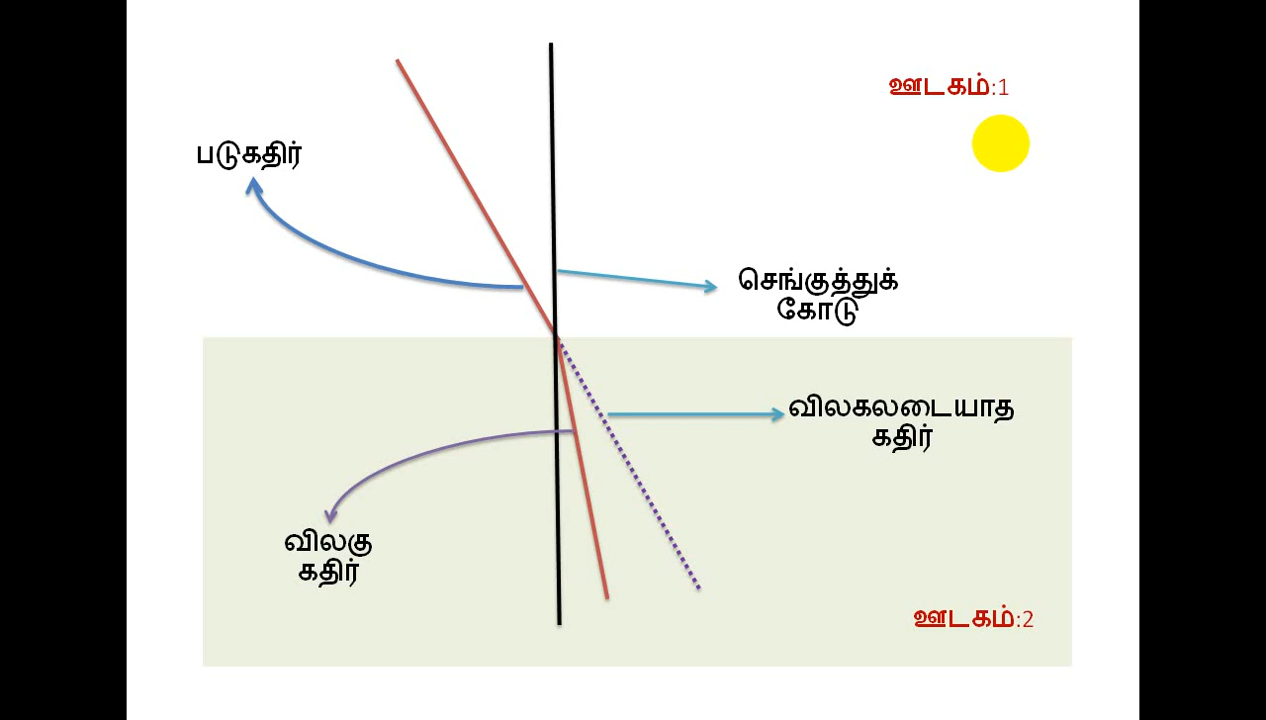 ஊடகம்:1
படுகதிர்
செங்குத்துக்
கோடு
விலகலடையாத
கதிர்
விலகு
கதிர்
ஊடகம்:2